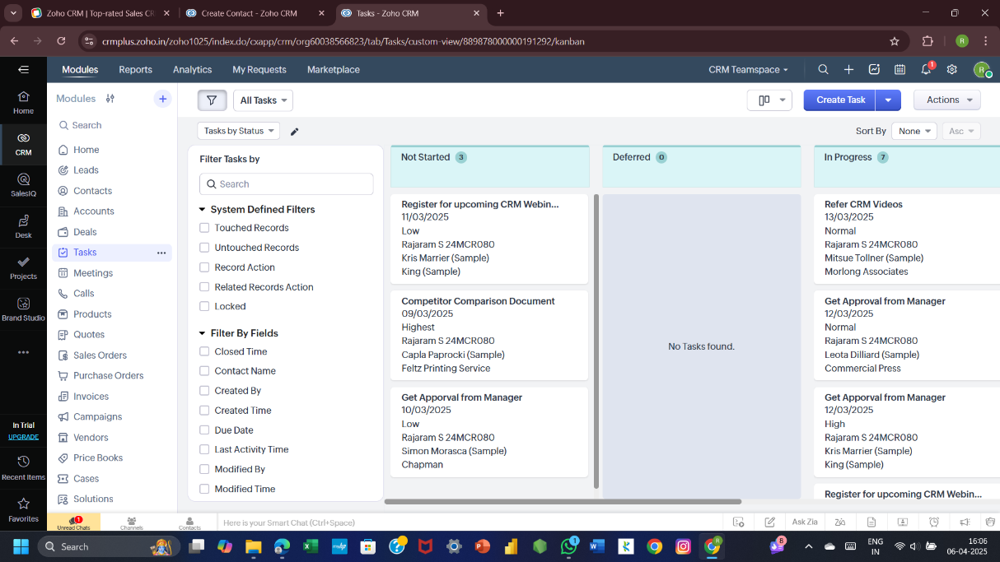 Zoho CRM | Top-rated Sales CR
Create Contact - Zoho CRM
Tasks - Zoho CRM
crmplus.zoho.in/zoho1025/index.do/cxapp/crm/org60038566823/tab/Tasks/custom-view/889878000000191292/kanban
R
Modules
Reports
Analytics
My Requests
Marketplace
CRM Teamspace
1
R
Home
CRM
SalesIQ
Desk
Projects
Brand Studio
In Trial
UPGRADE
Recent Items
Favorites
Modules
Search
Home
Leads
Contacts
Accounts
Deals
Tasks
Meetings
Calls
Products
Quotes
Sales Orders
Purchase Orders
Invoices
Campaigns
Vendors
Price Books
Cases
Solutions
All Tasks
Create Task
Actions
Tasks by Status
Sort By
None
Asc
Filter Tasks by
Search
System Defined Filters
Touched Records
Untouched Records
Record Action
Related Records Action
Locked
Filter By Fields
Closed Time
Contact Name
Created By
Created Time
Due Date
Last Activity Time
Modified By
Modified Time
Not Started 3
Register for upcoming CRM Webin...
11/03/2025
Low
Rajaram S 24MCR080
Kris Marrier (Sample)
King (Sample)
Competitor Comparison Document
09/03/2025
Highest
Rajaram S 24MCR080
Capla Paprocki (Sample)
Feltz Printing Service
Get Apporval from Manager
10/03/2025
Low
Rajaram S 24MCR080
Simon Morasca (Sample)
Chapman
Deferred 0
No Tasks found.
In Progress 7
Refer CRM Videos
13/03/2025
Normal
Rajaram S 24MCR080
Mitsue Tollner (Sample)
Morlong Associates
Get Approval from Manager
12/03/2025
Normal
Rajaram S 24MCR080
Leota Dilliard (Sample)
Commercial Press
Get Apporval from Manager
12/03/2025
High
Rajaram S 24MCR080
Kris Marrier (Sample)
King (Sample)
Register for upcoming CRM Webin...
1
Unread Chats
Channels
Contacts
Here is your Smart Chat (Ctrl+Space)
Ask Zia
Search
1
8
ENG
IN
16:06
06-04-2025